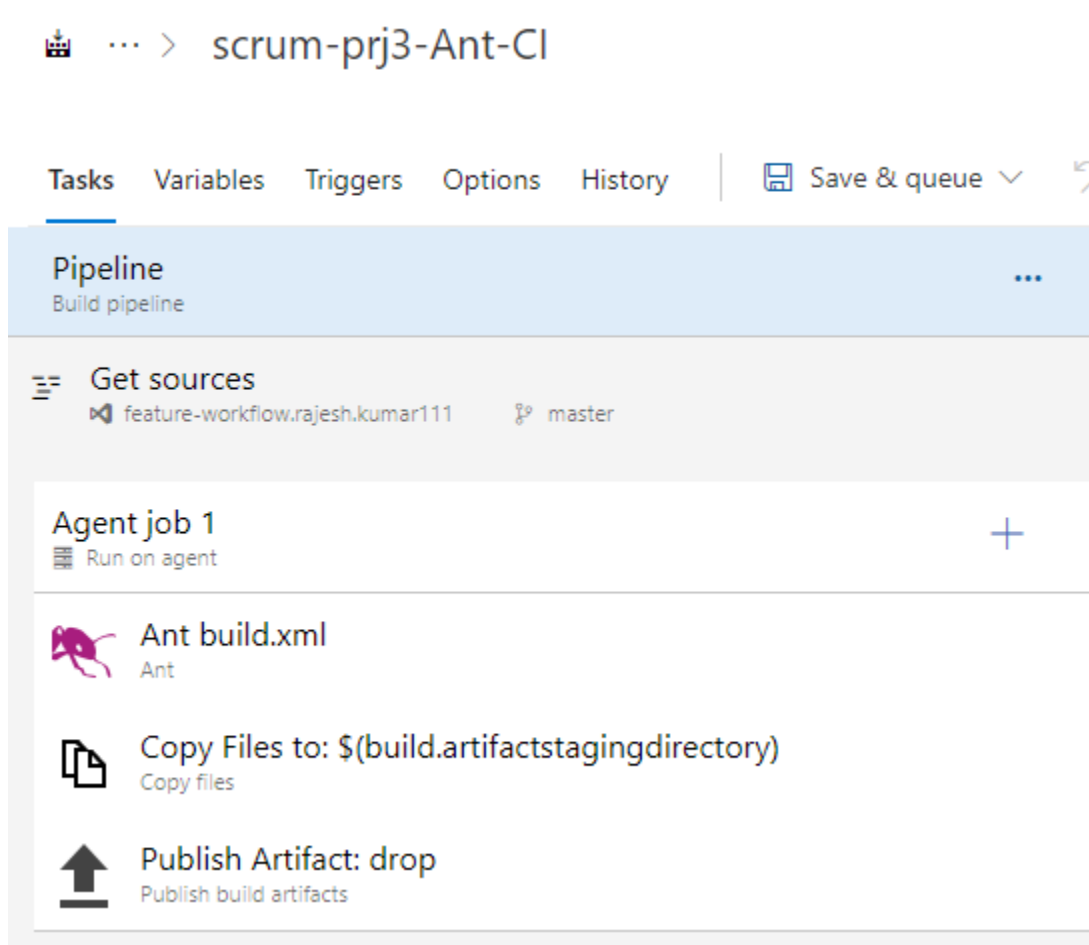 ... > scrum-prj3-Ant-CI
Tasks Variables Triggers Options History Save & queue
Pipeline
Build pipeline
Get sources
feature-workflow.rajesh.kumar111 master
Agent job 1
Run on agent
Ant build.xml
Ant
Copy Files to: $(build.artifactstagingdirectory)
Copy files
Publish Artifact: drop
Publish build artifacts